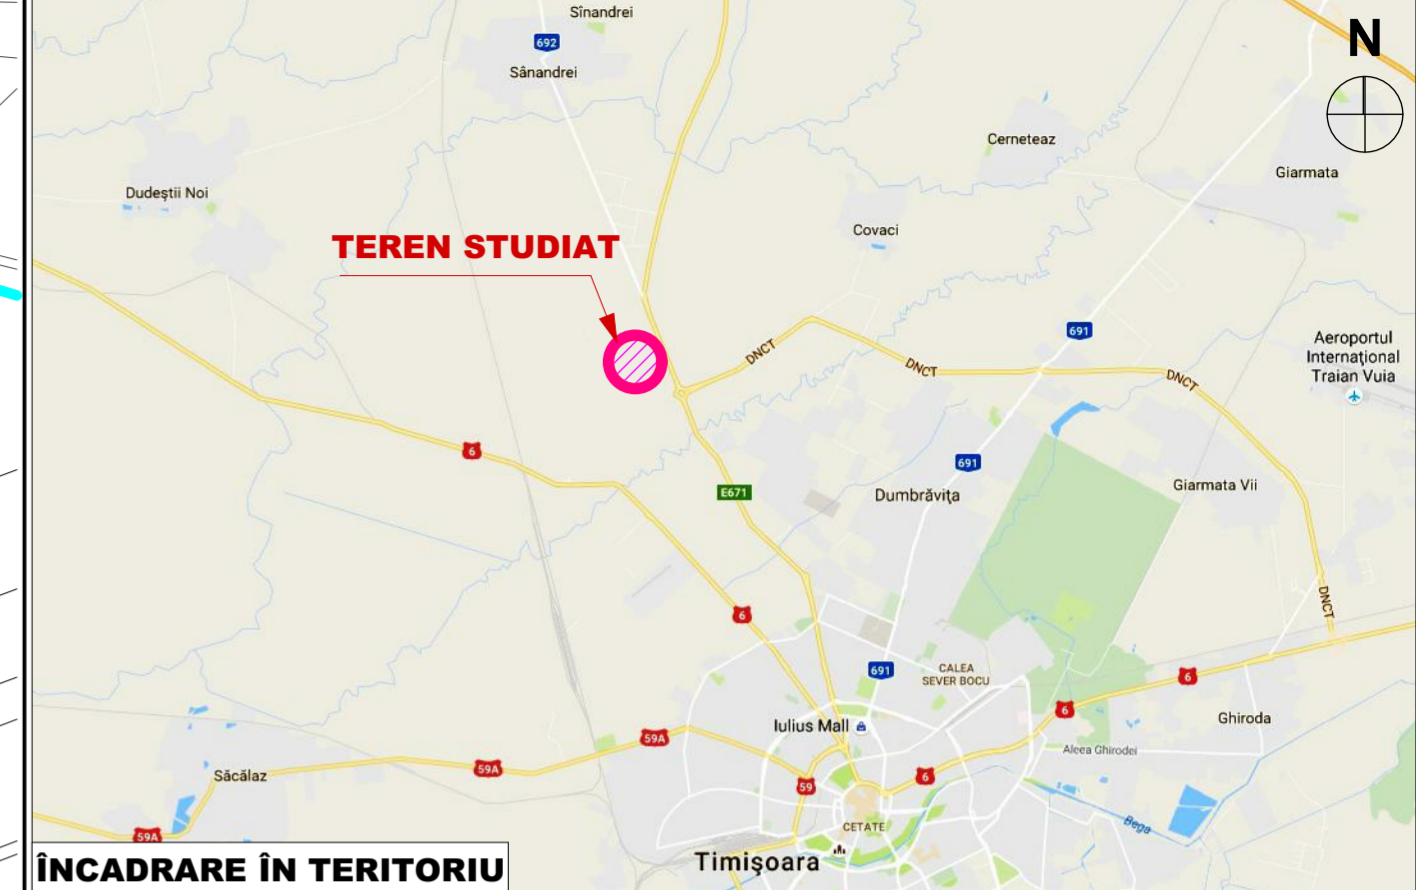 Sînandrei
N
692
Sânandrei
Cerneteaz
Giarmata
Dudeștii Noi
Covaci
TEREN STUDIAT
691
Aeroportul
Internațional
Traian Vuia
DNCT
DNCT
DNCT
6
691
E671
Dumbrăvița
Giarmata Vii
DNCT
6
691
CALEA
SEVER BOCU
6
6
Ghiroda
Iulius Mall
59A
Aleea Ghirodei
Săcălaz
59A
6
59
Bega
CETATE
59A
ÎNCADRARE ÎN TERITORIU
Timișoara